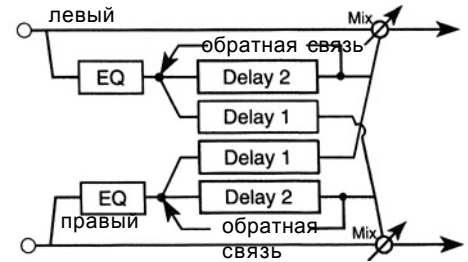 левый
Mix
обратная связь
EQ
Delay 2
Delay 1
Delay 1
EQ
Delay 2
правый
обратная
связь
Mix